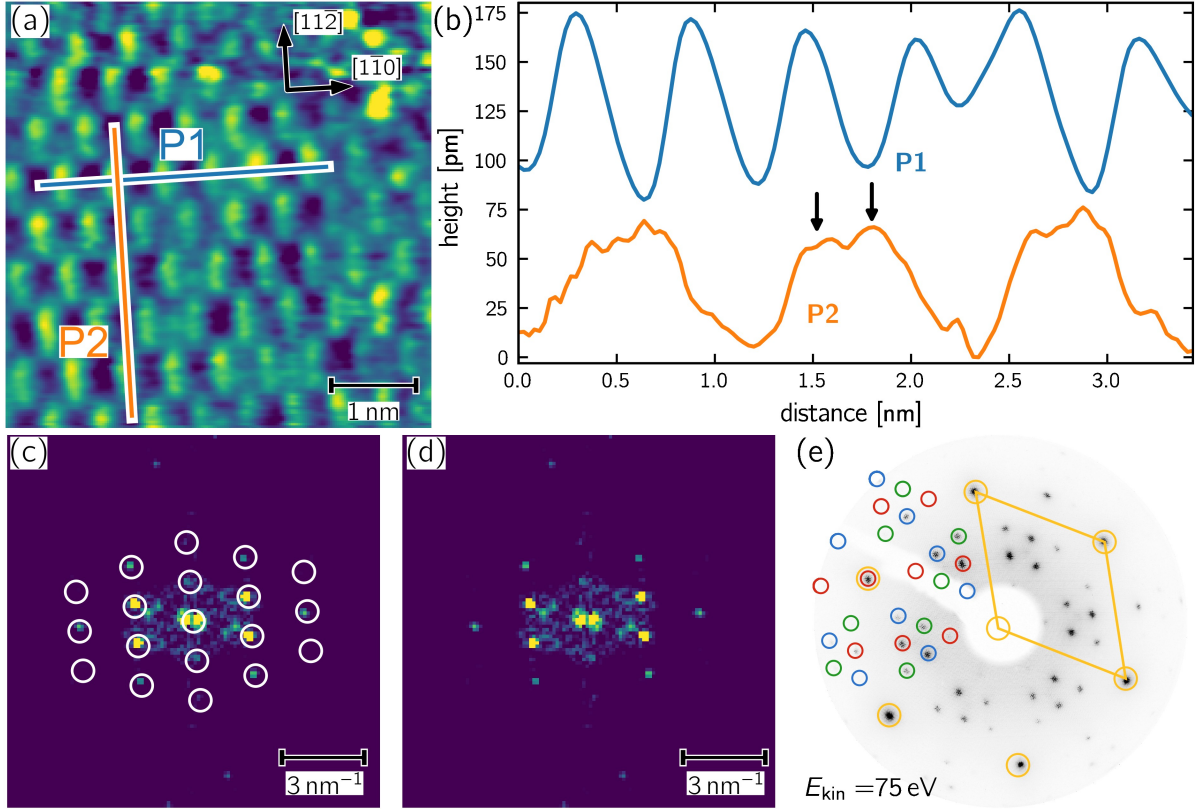 (a)
[112̅]
[11̅0]
P1
P2
1 nm
(b)
175
150
125
100
75
50
25
0
height [pm]
P1
P2
0.0 0.5 1.0 1.5 2.0 2.5 3.0
distance [nm]
(c)
3 nm⁻¹
(d)
3 nm⁻¹
(e)
E_kin = 75 eV